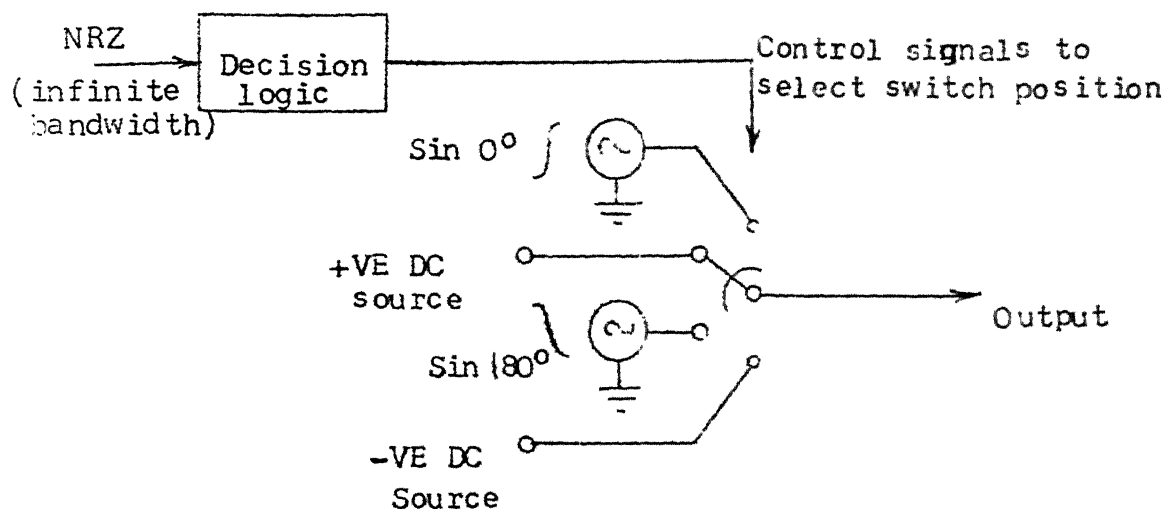 NRZ
(infinite
bandwidth)
Decision
logic
Control signals to
select switch position
Sin 0°
+VE DC
source
Sin 180°
-VE DC
Source
Output